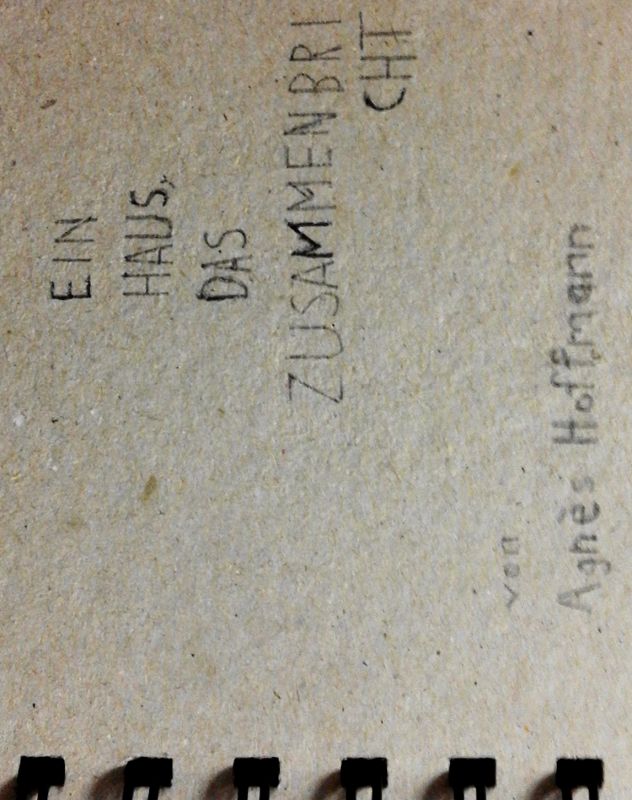 EIN
HAUS,
DAS
ZUSAMMENBRI
CHT
von
Agnès Hoffmann